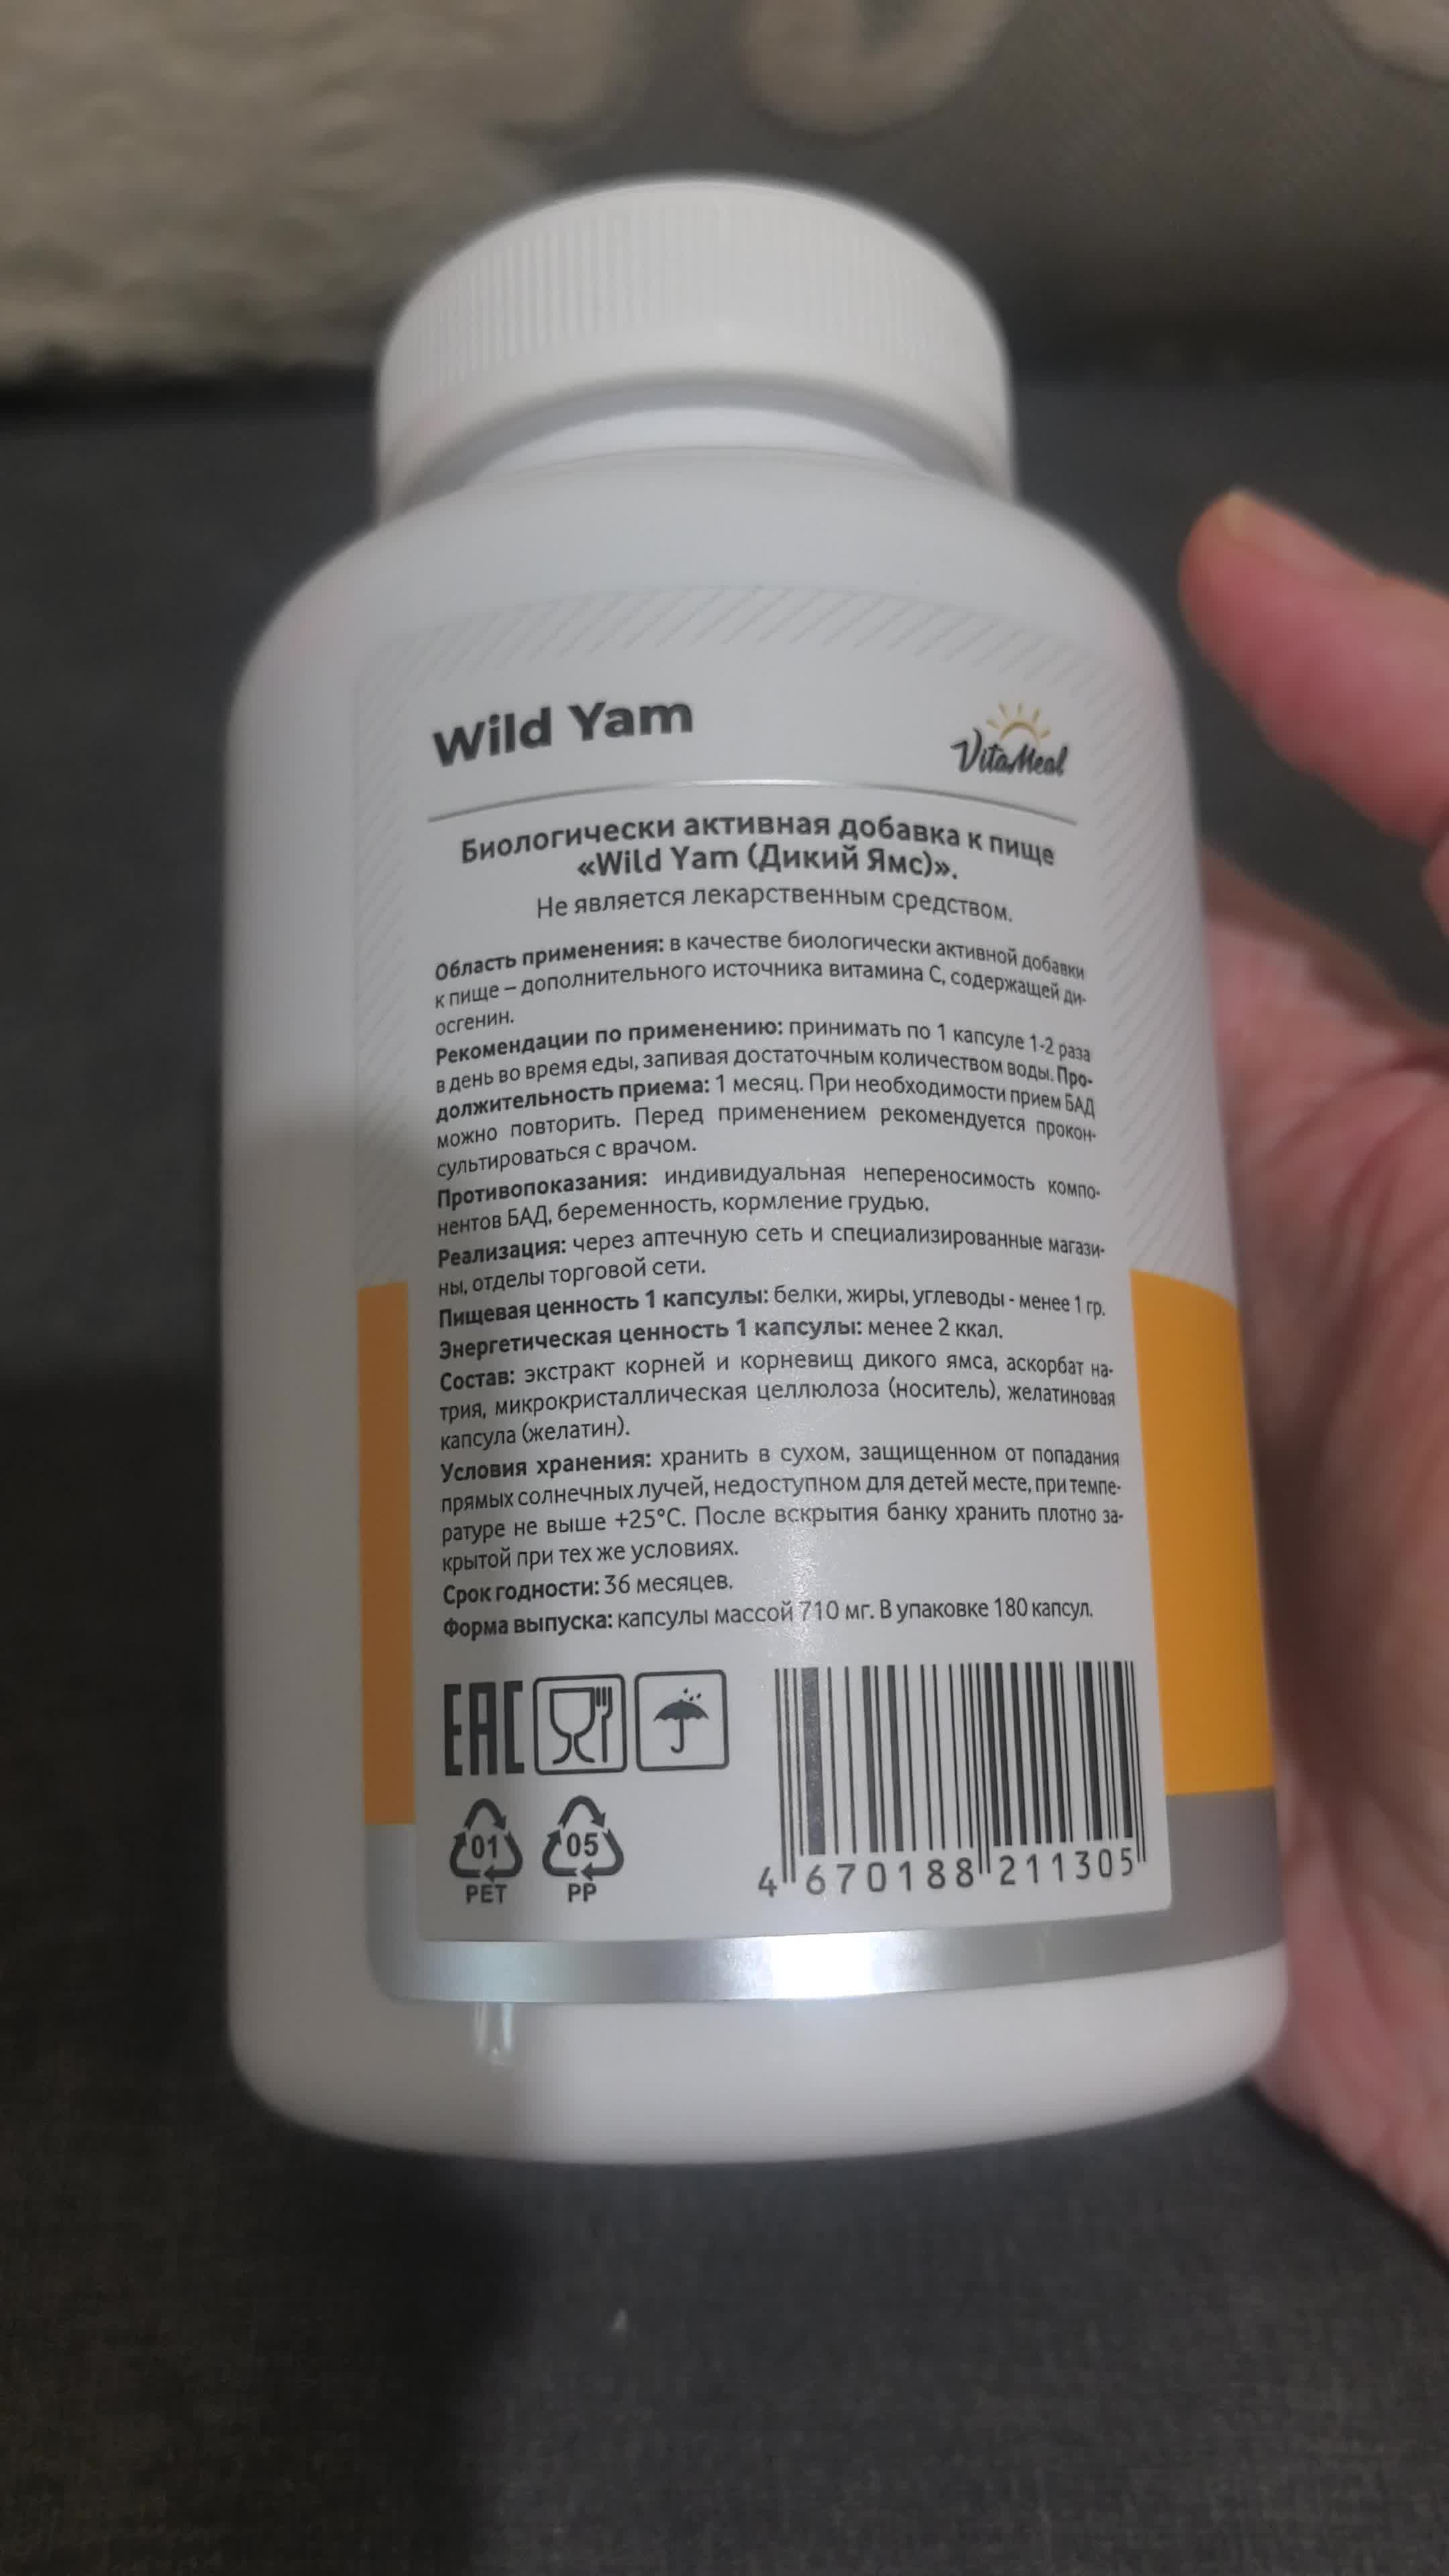 Wild Yam
VitaMeal
Биологически активная добавка к пище
«Wild Yam (Дикий Ямс)».
Не является лекарственным средством.
Область применения: в качестве биологически активной добавки
к пище – дополнительного источника витамина С, содержащей ди-
осгенин.
Рекомендации по применению: принимать по 1 капсуле 1-2 раза
в день во время еды, запивая достаточным количеством воды. Про-
должительность приема: 1 месяц. При необходимости прием БАД
можно повторить. Перед применением рекомендуется прокон-
сультироваться с врачом.
Противопоказания: индивидуальная непереносимость компо-
нентов БАД, беременность, кормление грудью.
Реализация: через аптечную сеть и специализированные магази-
ны, отделы торговой сети.
Пищевая ценность 1 капсулы: белки, жиры, углеводы - менее 1 гр.
Энергетическая ценность 1 капсулы: менее 2 ккал.
Состав: экстракт корней и корневищ дикого ямса, аскорбат на-
трия, микрокристаллическая целлюлоза (носитель), желатиновая
капсула (желатин).
Условия хранения: хранить в сухом, защищенном от попадания
прямых солнечных лучей, недоступном для детей месте, при темпе-
ратуре не выше +25°С. После вскрытия банку хранить плотно за-
крытой при тех же условиях.
Срок годности: 36 месяцев.
Форма выпуска: капсулы массой 710 мг. В упаковке 180 капсул.
EAC
01 05
PET PP
4 670188 211305